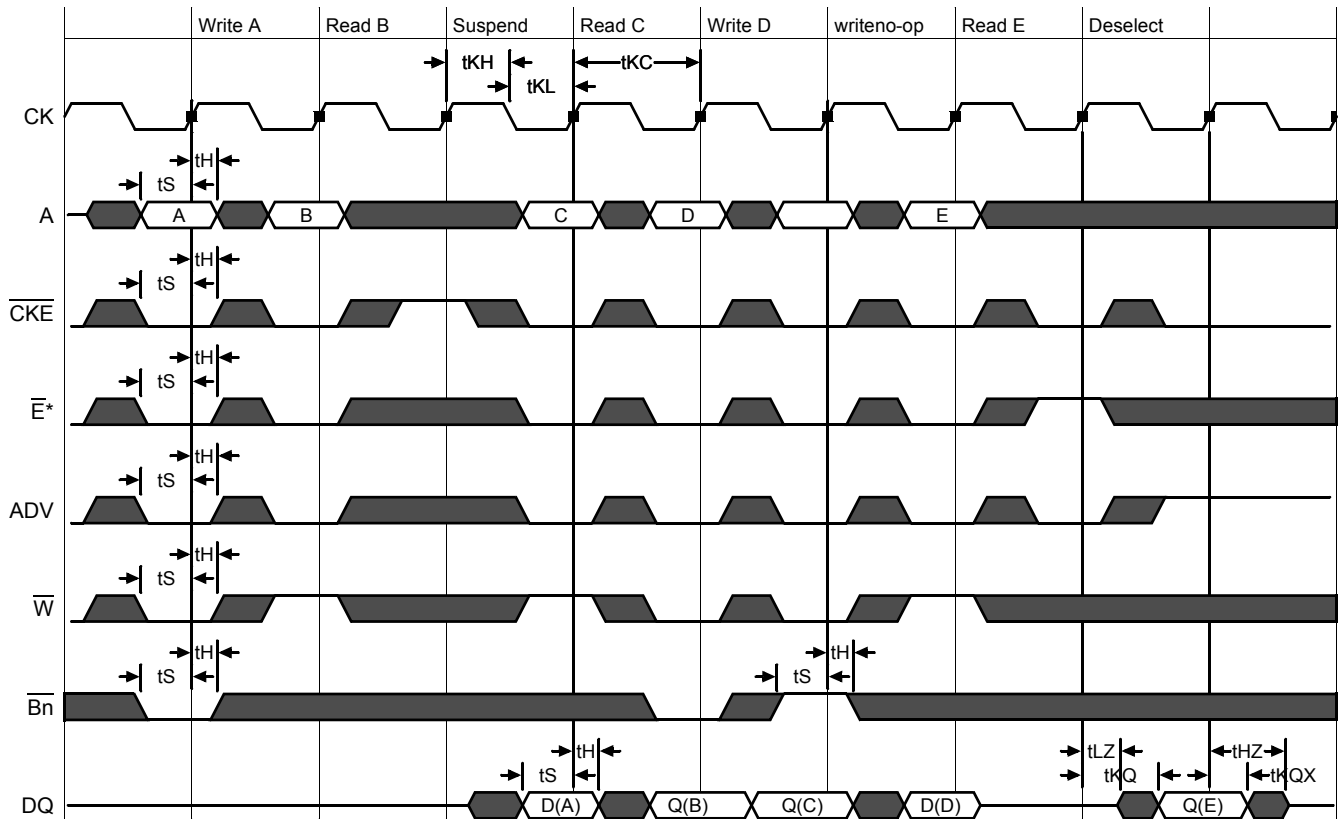 Write A Read B Suspend Read C Write D writeno-op Read E Deselect
tKH tKC
tKL
CK
tH
tS
A A B C D E
tH
tS
CKE
tH
tS
E*
tH
tS
ADV
tH
tS
W
tH tH
tS tS
Bn
tH tLZ tHZ
tS tKQ tKQX
DQ D(A) Q(B) Q(C) D(D) Q(E)